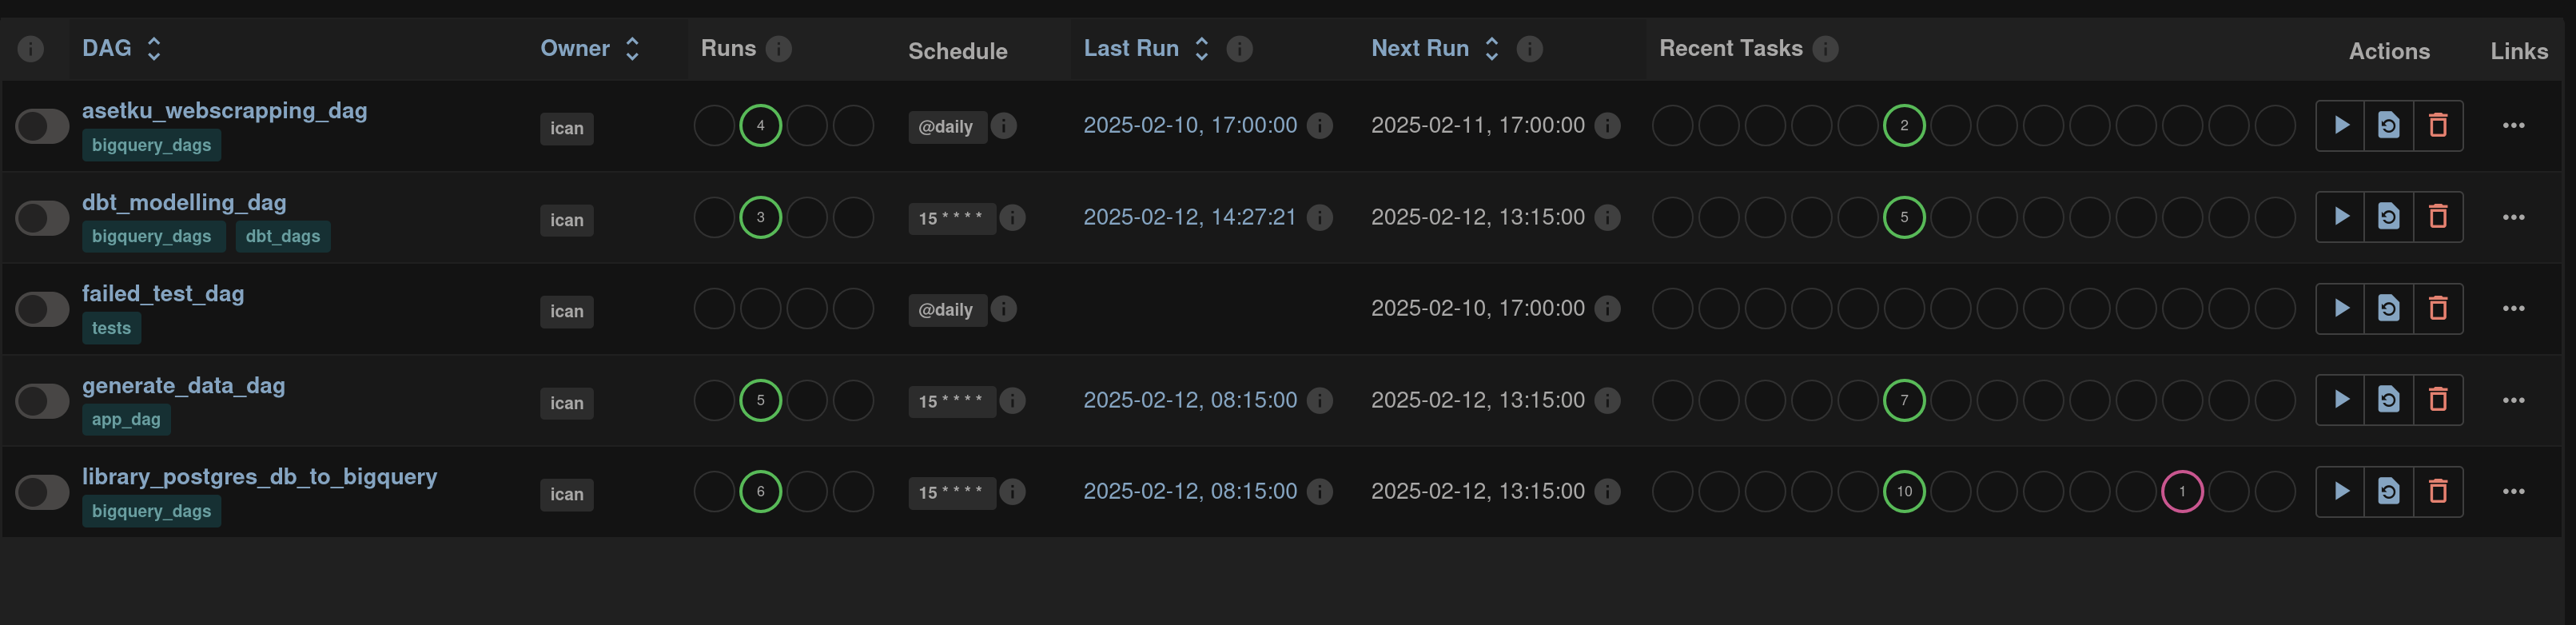 DAG Owner Runs Schedule Last Run Next Run Recent Tasks Actions Links
asetku_webscrapping_dag
bigquery_dags
ican 4 @daily 2025-02-10, 17:00:00 2025-02-11, 17:00:00 2
dbt_modelling_dag
bigquery_dags dbt_dags
ican 3 15 * * * * 2025-02-12, 14:27:21 2025-02-12, 13:15:00 5
failed_test_dag
tests
ican @daily 2025-02-10, 17:00:00
generate_data_dag
app_dag
ican 5 15 * * * * 2025-02-12, 08:15:00 2025-02-12, 13:15:00 7
library_postgres_db_to_bigquery
bigquery_dags
ican 6 15 * * * * 2025-02-12, 08:15:00 2025-02-12, 13:15:00 10 1